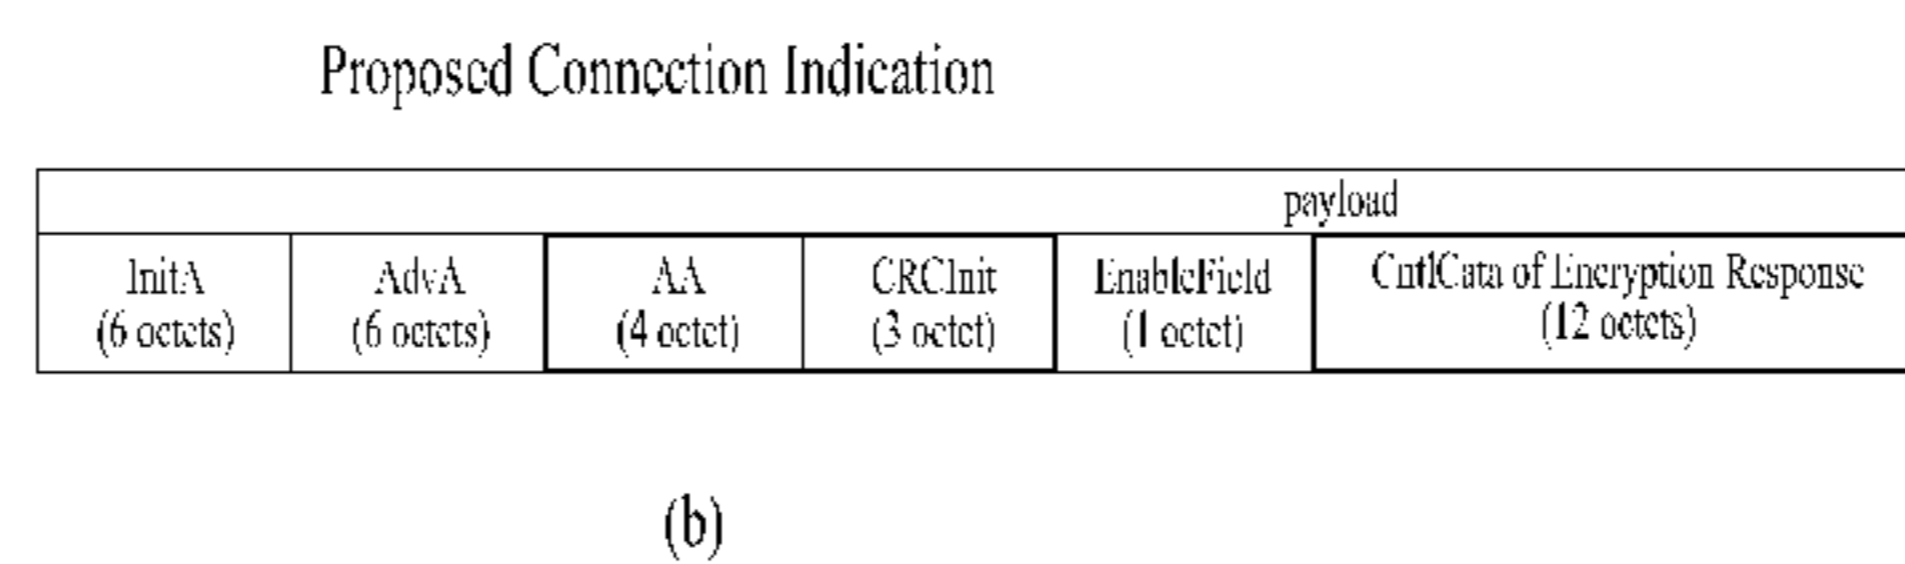 Proposed Connection Indication
payload
InitA
(6 octets)
AdvA
(6 octets)
AA
(4 octet)
CRCInit
(3 octet)
EnableField
(1 octet)
CntlCata of Encryption Response
(12 octets)
(b)